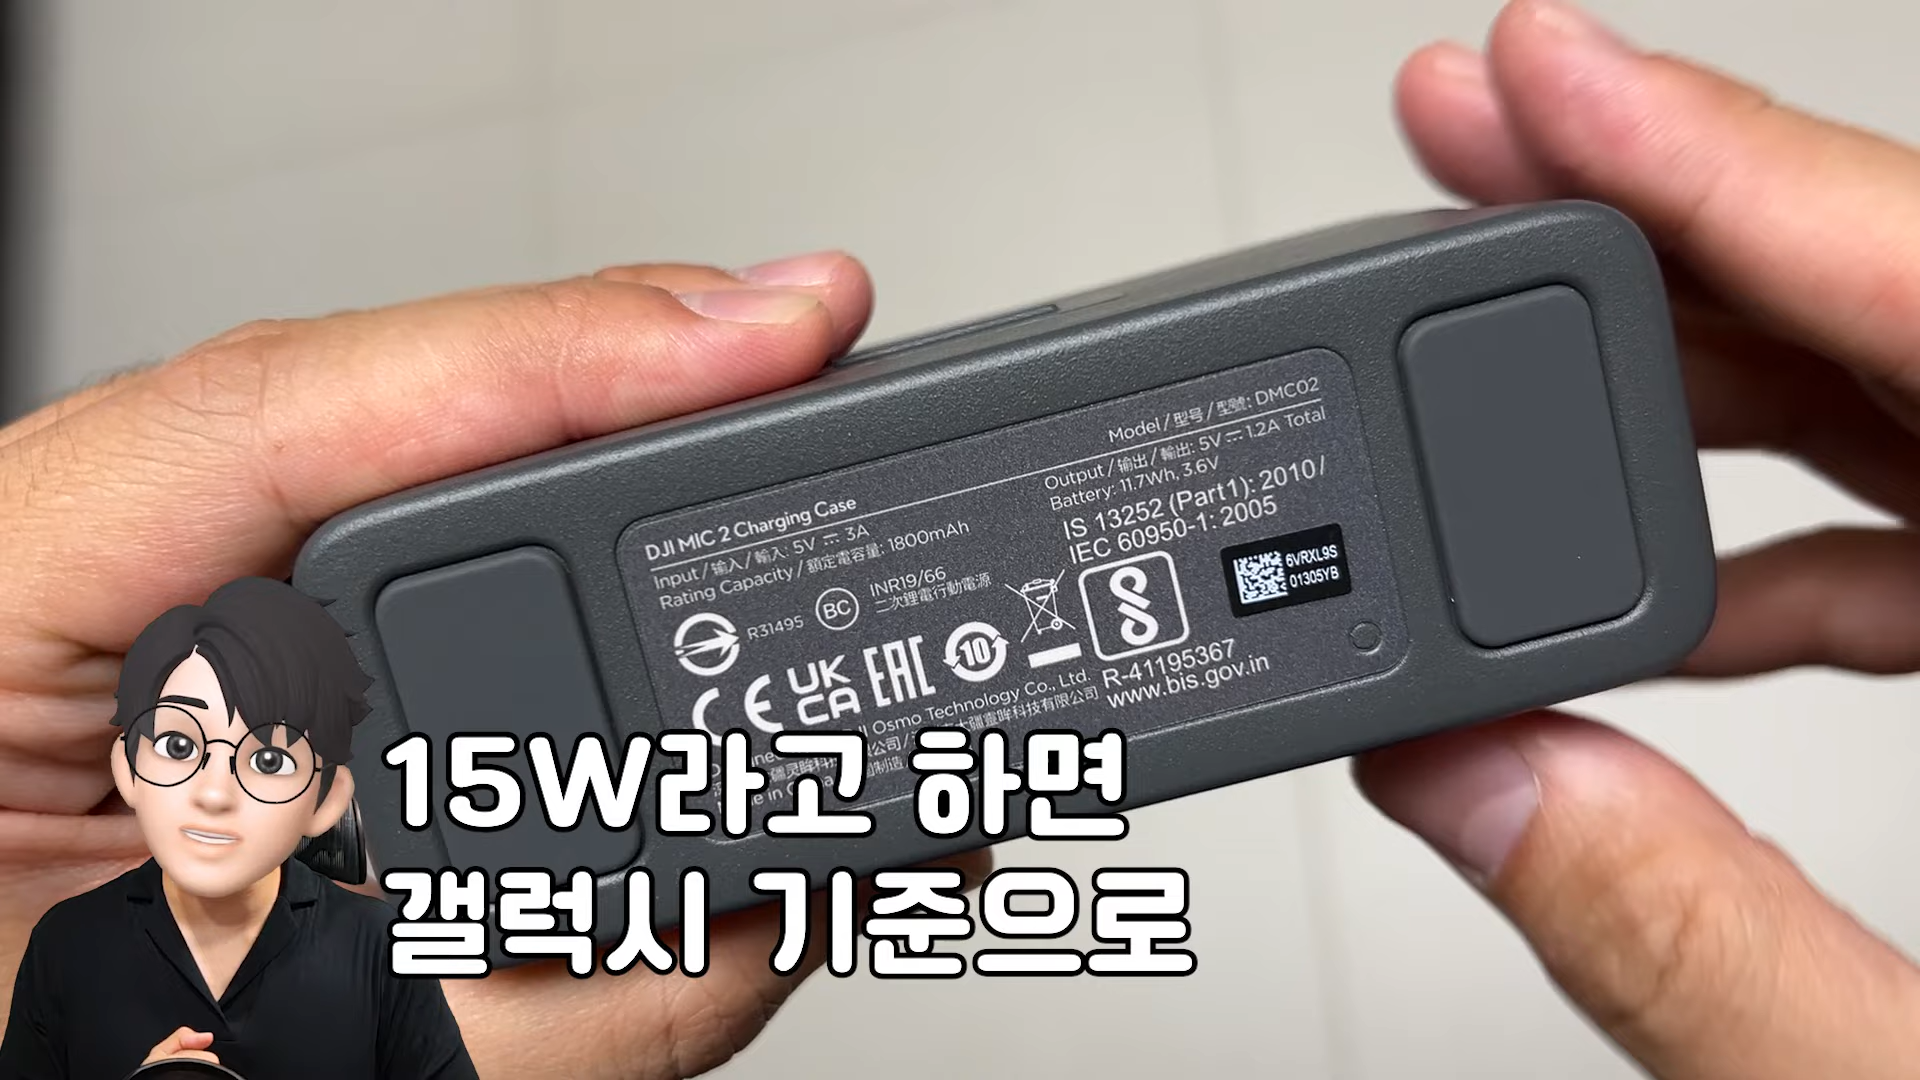 DJI MIC 2 Charging Case
Model / 型号 / 型號: DMC02
Input / 输入 / 輸入: 5V ⎓ 3A
Output / 输出 / 輸出: 5V ⎓ 1.2A Total
Rating Capacity / 額定電容量: 1800mAh
Battery: 11.7Wh, 3.6V
IS 13252 (Part1): 2010/
IEC 60950-1: 2005
R31495
BC
INR19/66
二次鋰電行動電源
6VRXL9S
01305YB
CE
UK
CA
EAC
10
R-41195367
www.bis.gov.in
DJI Osmo Technology Co., Ltd.
15W라고 하면
갤럭시 기준으로